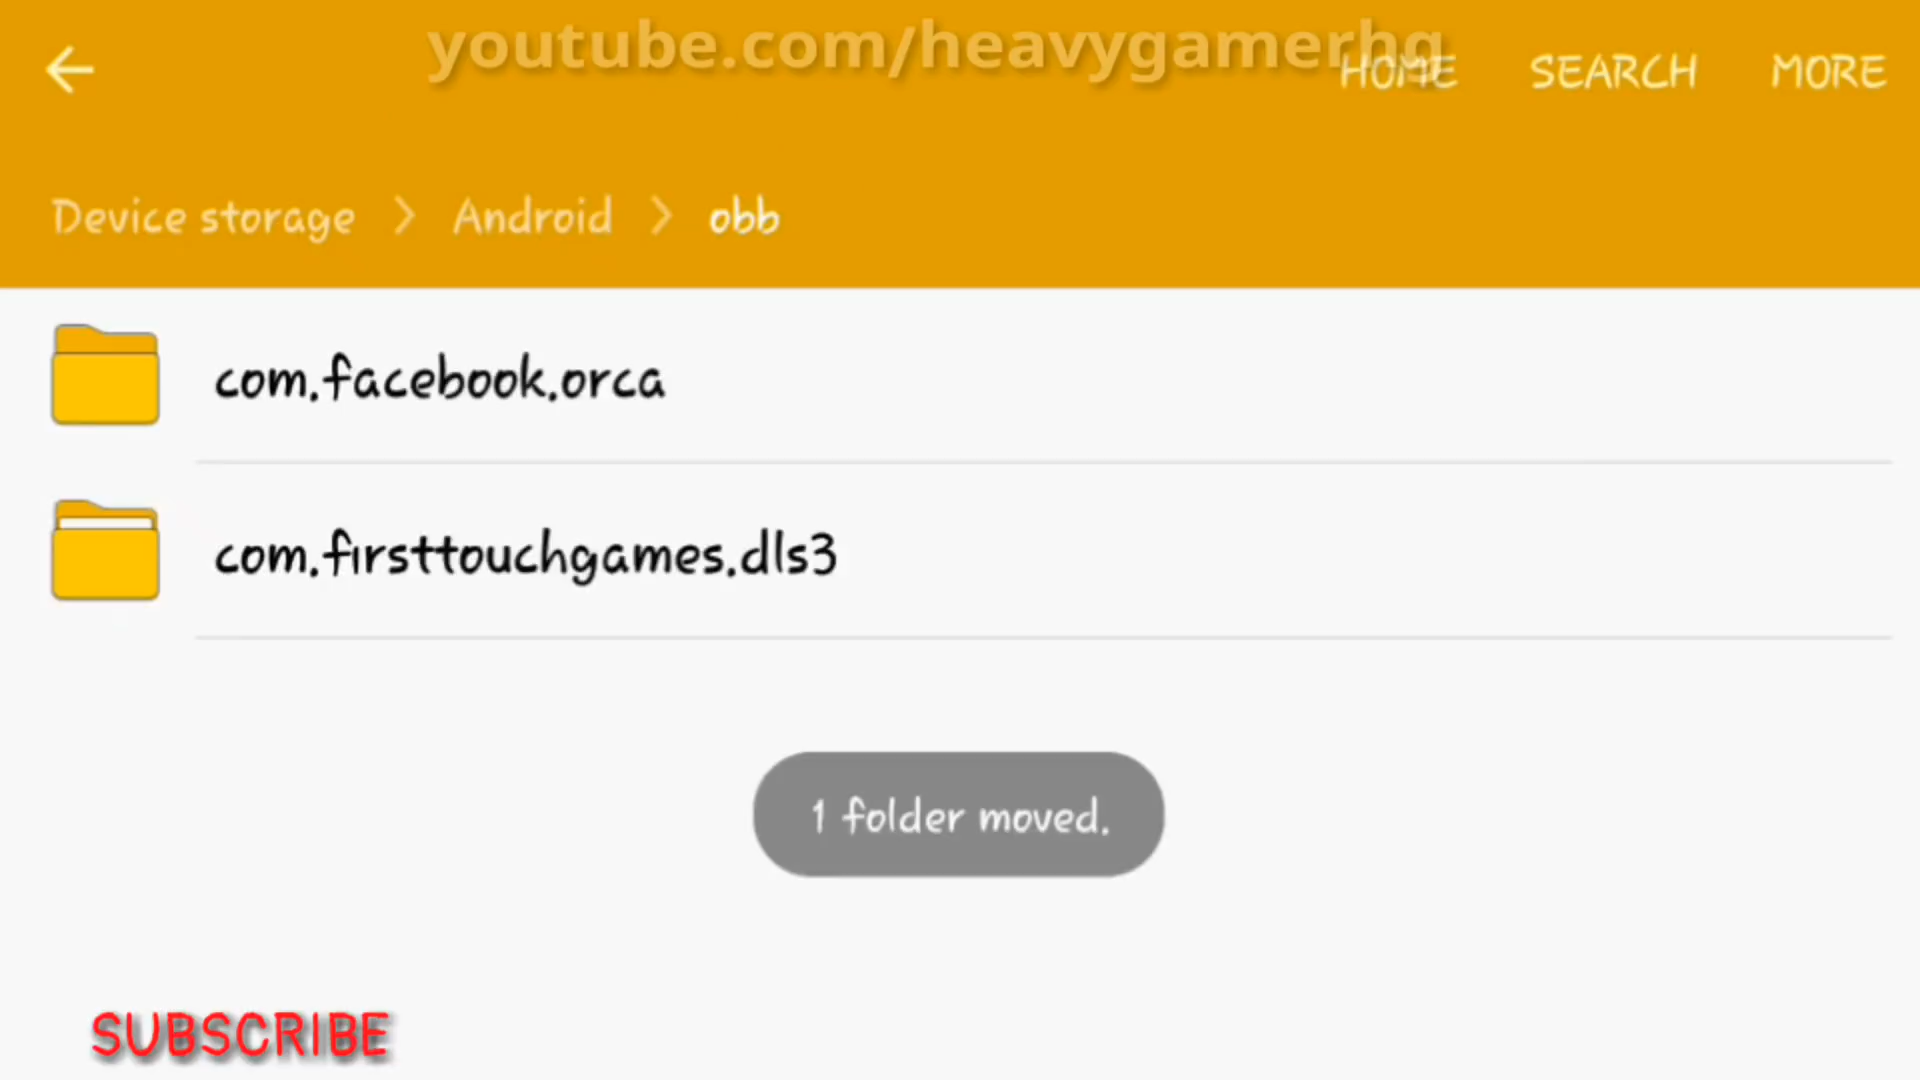 youtube.com/heavygamerhg
HOME SEARCH MORE
Device storage > Android > obb
com.facebook.orca
com.firsttouchgames.dls3
1 folder moved.
SUBSCRIBE